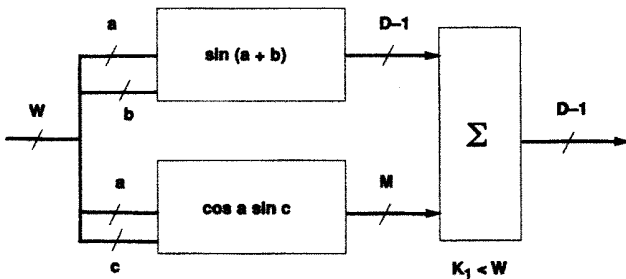 a
sin (a + b)
D–1
W
b
Σ
D–1
a
cos a sin c
M
c
K₁ < W